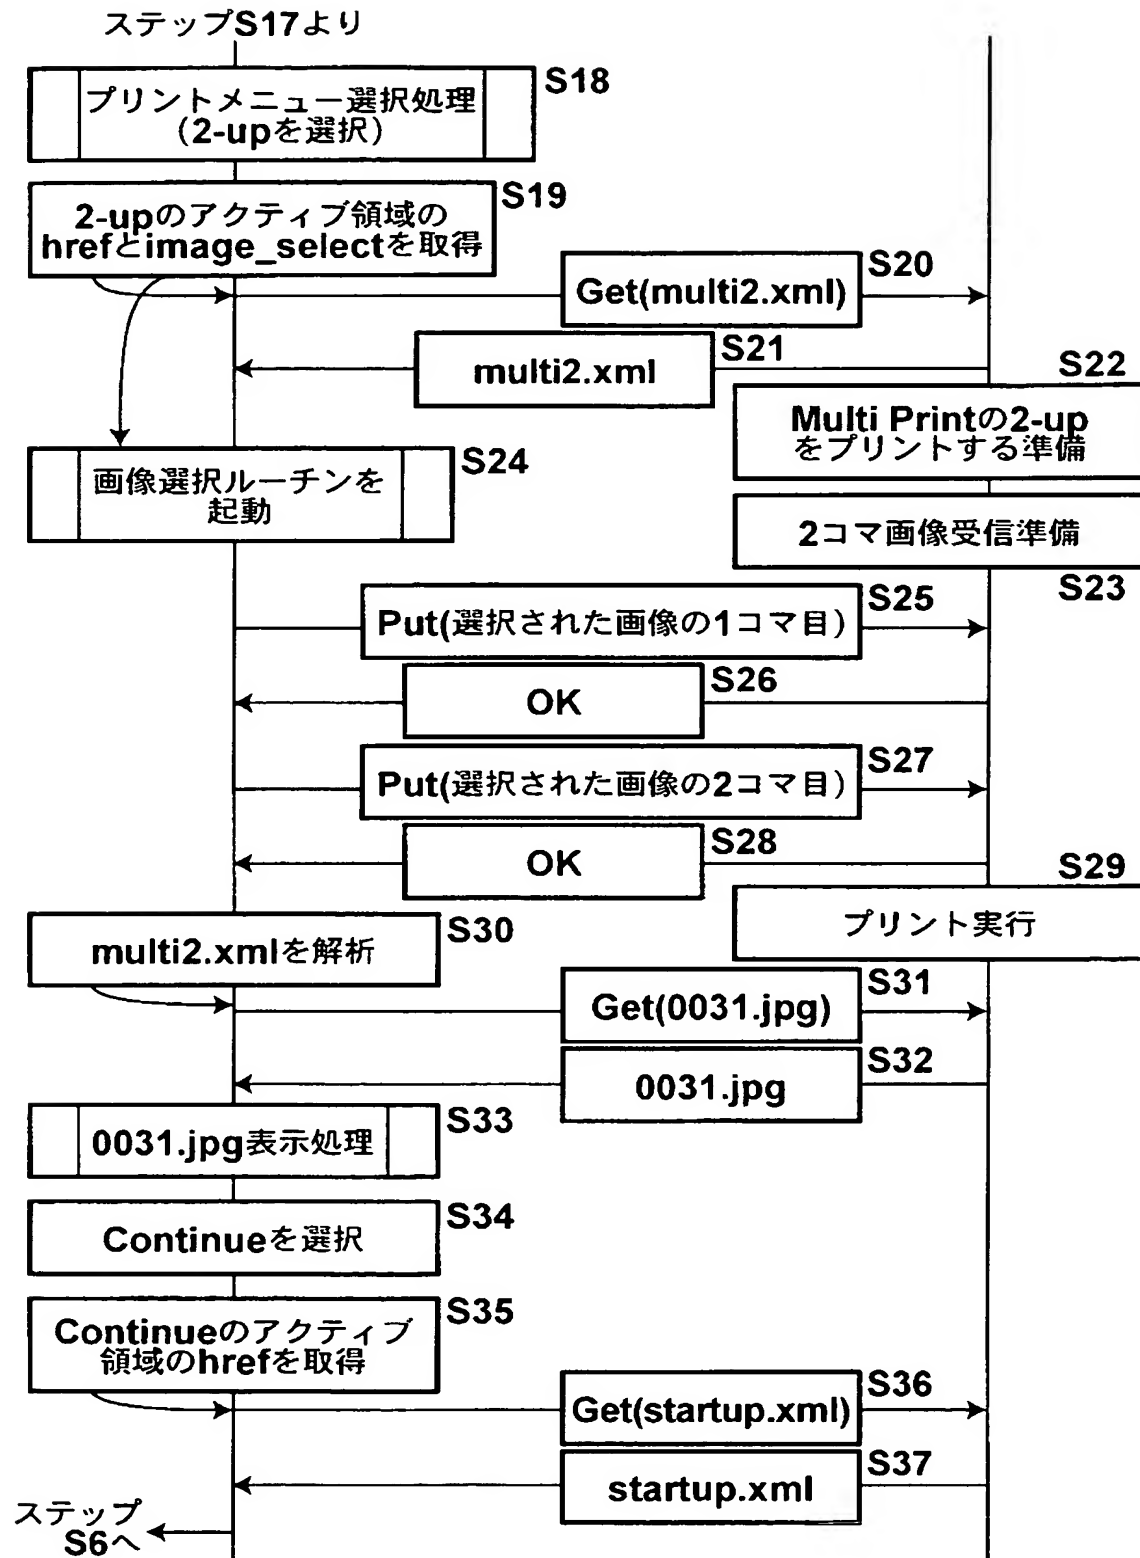 ステップS17より
S18
プリントメニュー選択処理
(2-upを選択)
S19
2-upのアクティブ領域の
hrefとimage_selectを取得
S20
Get(multi2.xml)
S21
multi2.xml
S22
Multi Printの2-up
をプリントする準備
S24
画像選択ルーチンを
起動
2コマ画像受信準備
S23
S25
Put(選択された画像の1コマ目)
S26
OK
S27
Put(選択された画像の2コマ目)
S28
OK
S29
プリント実行
S30
multi2.xmlを解析
S31
Get(0031.jpg)
S32
0031.jpg
S33
0031.jpg表示処理
S34
Continueを選択
S35
Continueのアクティブ
領域のhrefを取得
S36
Get(startup.xml)
S37
startup.xml
ステップ
S6へ